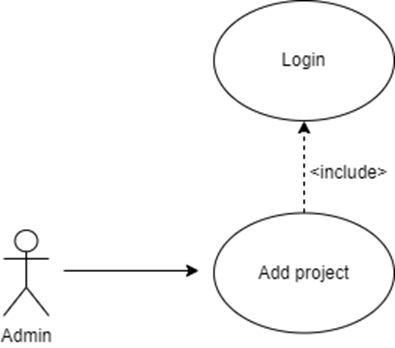 Login
<include>
Add project
Admin